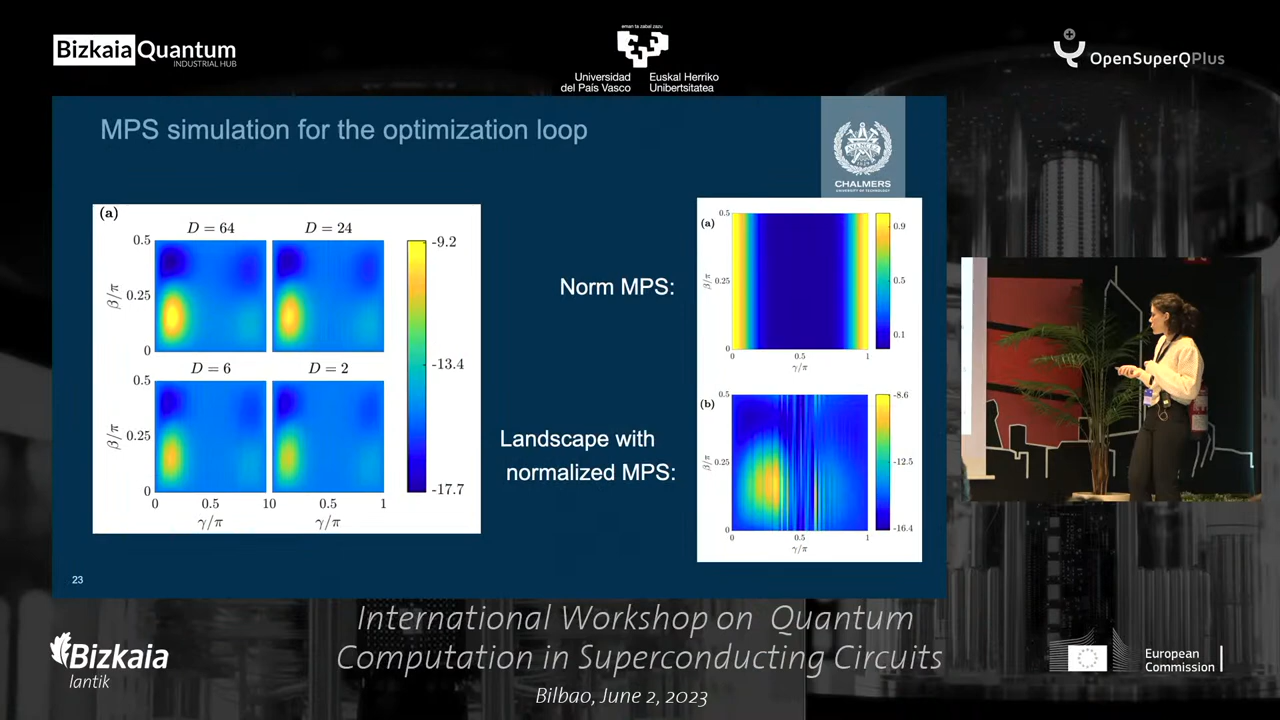 Bizkaia Quantum
INDUSTRIAL HUB
eman ta zabal zazu
Universidad
del País Vasco
Euskal Herriko
Unibertsitatea
OpenSuperQPlus
MPS simulation for the optimization loop
CHALMERS
UNIVERSITY OF TECHNOLOGY
(a)
D = 64
D = 24
0.5
β/π
0.25
0
-9.2
-13.4
-17.7
D = 6
D = 2
0.5
β/π
0.25
0
0
0.5
10
0.5
1
γ/π
γ/π
Norm MPS:
(a)
0.5
β/π
0.25
0
0
0.5
1
γ/π
0.9
0.5
0.1
Landscape with
normalized MPS:
(b)
0.5
β/π
0.25
0
0
0.5
1
γ/π
-8.6
-12.5
-16.4
23
International Workshop on Quantum
Computation in Superconducting Circuits
Bilbao, June 2, 2023
Bizkaia
lantik
European
Commission